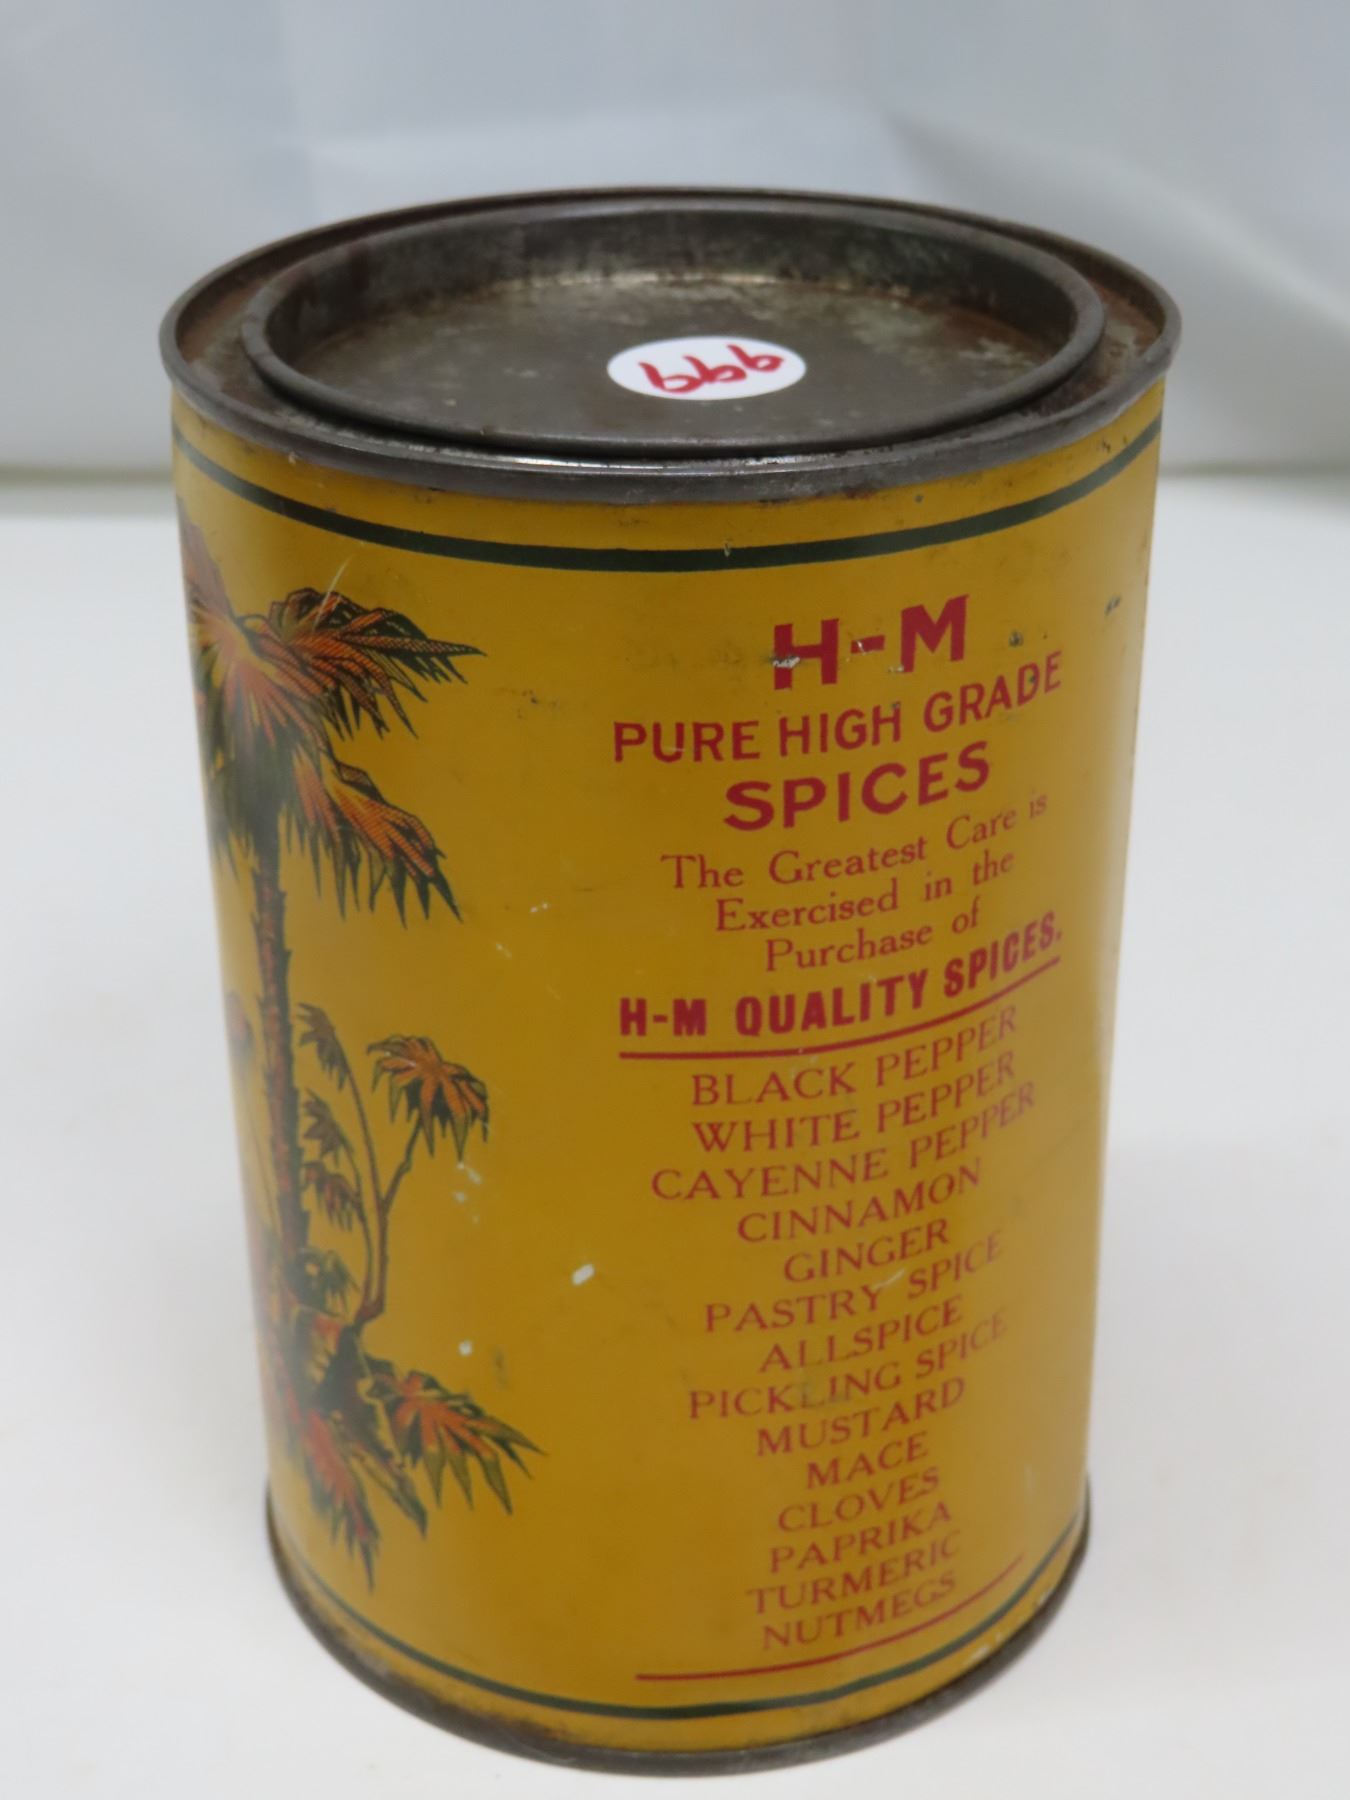 999
H-M
PURE HIGH GRADE
SPICES
The Greatest Care is
Exercised in the
Purchase of
H-M QUALITY SPICES.
BLACK PEPPER
WHITE PEPPER
CAYENNE PEPPER
CINNAMON
GINGER
PASTRY SPICE
ALLSPICE
PICKLING SPICE
MUSTARD
MACE
CLOVES
PAPRIKA
TURMERIC
NUTMEGS